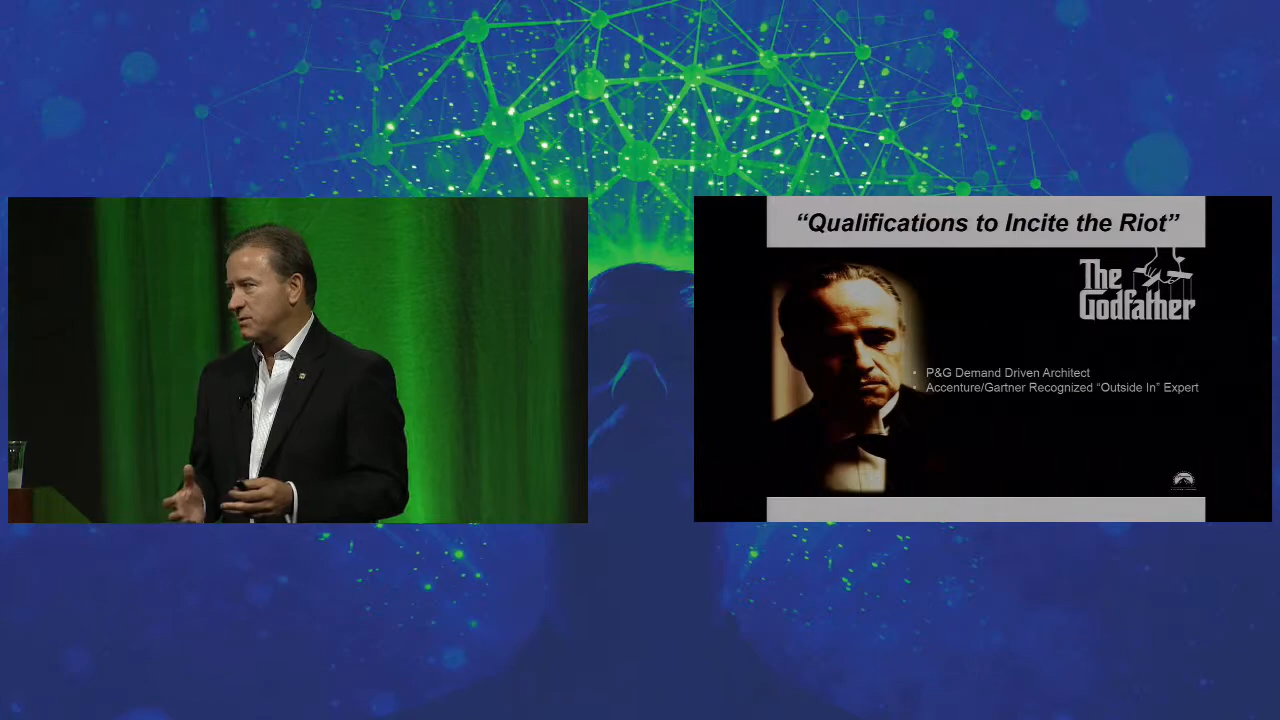 “Qualifications to Incite the Riot”
The
Godfather
• P&G Demand Driven Architect
• Accenture/Gartner Recognized “Outside In” Expert